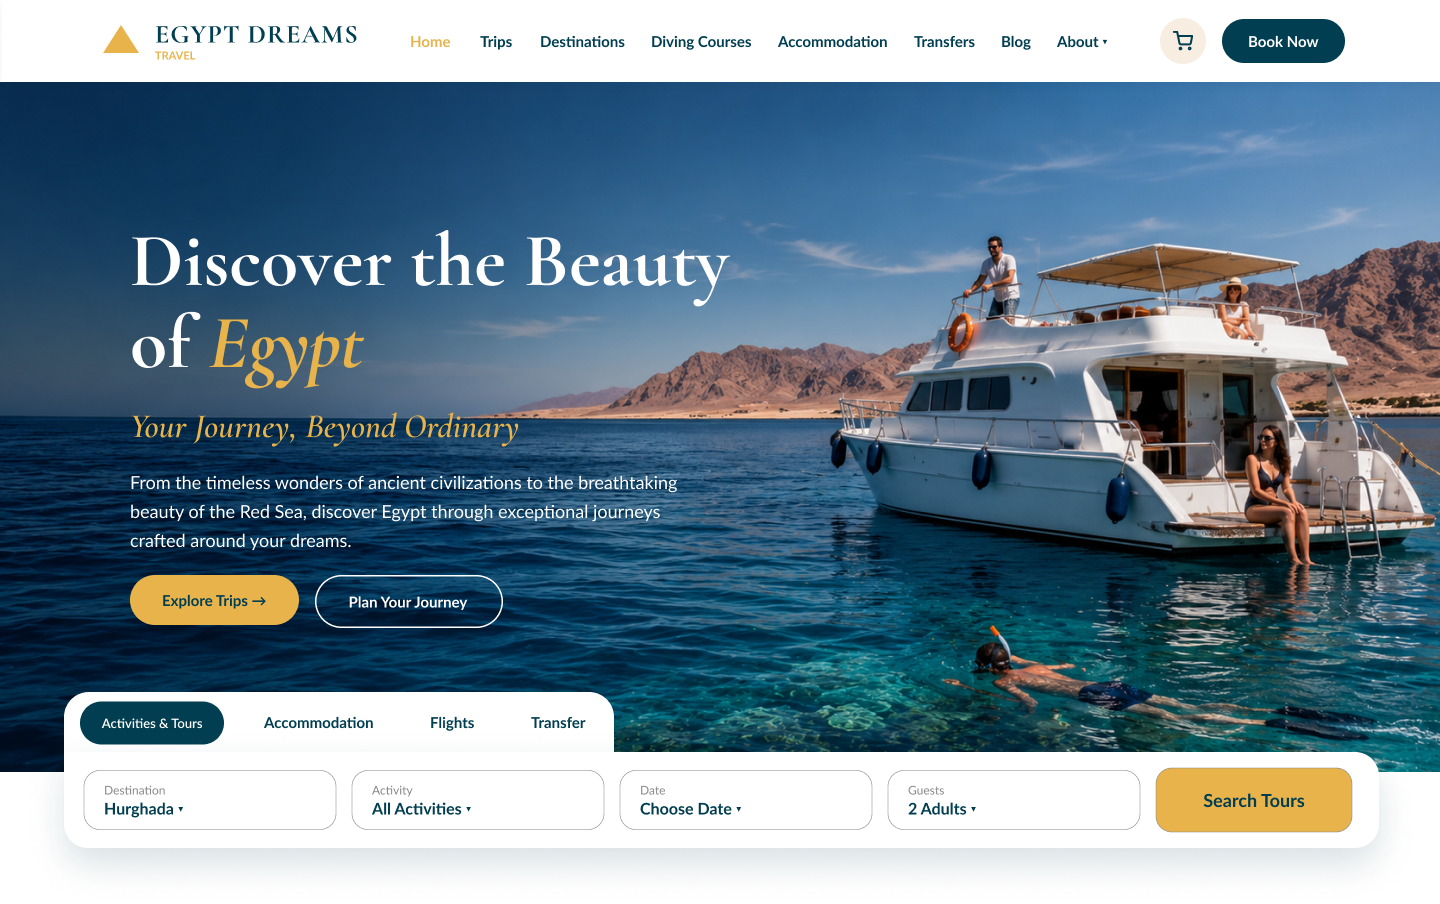 EGYPT DREAMS
TRAVEL
Home Trips Destinations Diving Courses Accommodation Transfers Blog About ▾
Book Now
Discover the Beauty
of Egypt
Your Journey, Beyond Ordinary
From the timeless wonders of ancient civilizations to the breathtaking
beauty of the Red Sea, discover Egypt through exceptional journeys
crafted around your dreams.
Explore Trips →
Plan Your Journey
Activities & Tours
Accommodation
Flights
Transfer
Destination
Hurghada ▾
Activity
All Activities ▾
Date
Choose Date ▾
Guests
2 Adults ▾
Search Tours